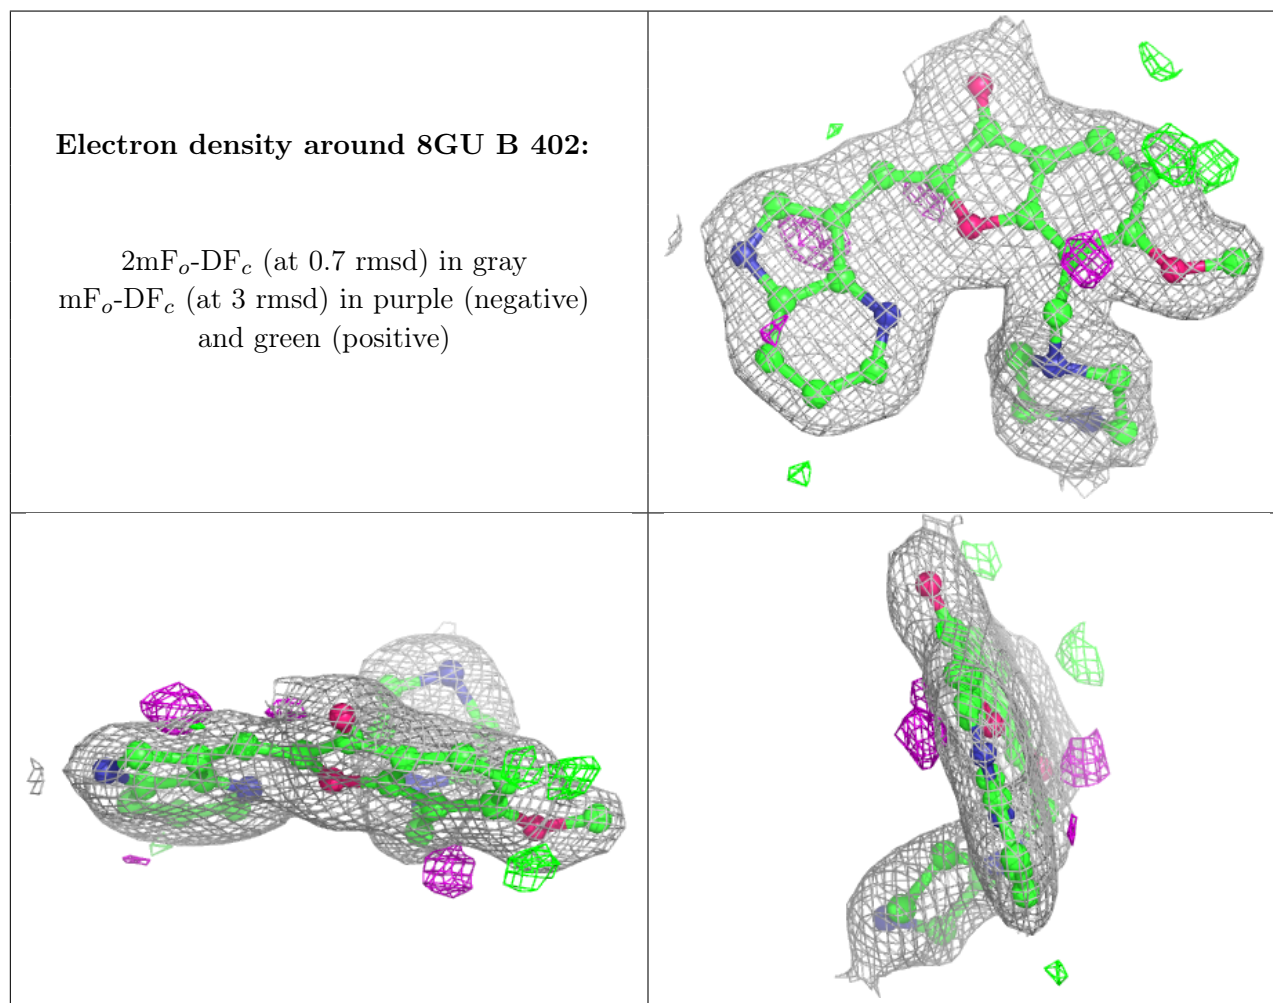 Electron density around 8GU B 402:
2mFo-DFc (at 0.7 rmsd) in gray
mFo-DFc (at 3 rmsd) in purple (negative)
and green (positive)